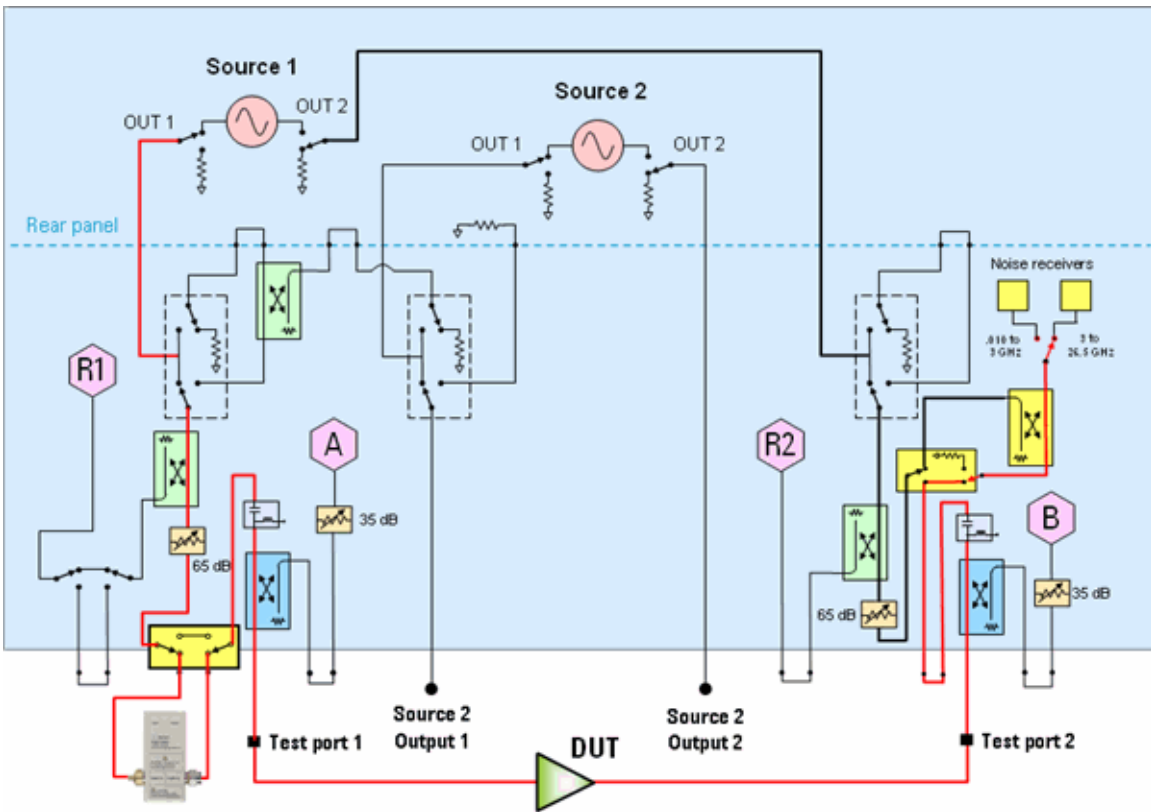 Source 1
OUT 1
OUT 2
Source 2
OUT 1
OUT 2
Rear panel
Noise receivers
.010 to
3 GHz
3 to
26.5 GHz
R1
A
35 dB
65 dB
R2
65 dB
B
35 dB
Source 2
Output 1
Source 2
Output 2
Test port 1
DUT
Test port 2